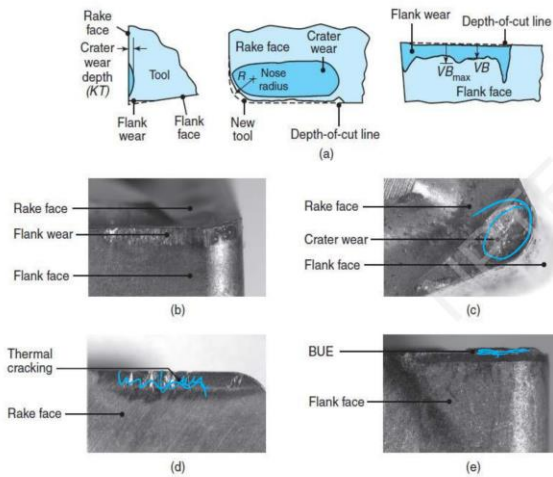 Rake face
Crater wear depth (KT)
Tool
Flank wear
Flank face
Rake face
Crater wear
R
Nose radius
New tool
Depth-of-cut line
Flank wear
Depth-of-cut line
VBmax
VB
Flank face
(a)
Rake face
Flank wear
Flank face
(b)
Rake face
Crater wear
Flank face
(c)
Thermal cracking
Rake face
(d)
BUE
Flank face
(e)